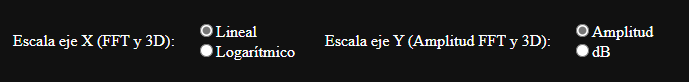 Escala eje X (FFT y 3D):
Lineal
Logarítmico
Escala eje Y (Amplitud FFT y 3D):
Amplitud
dB